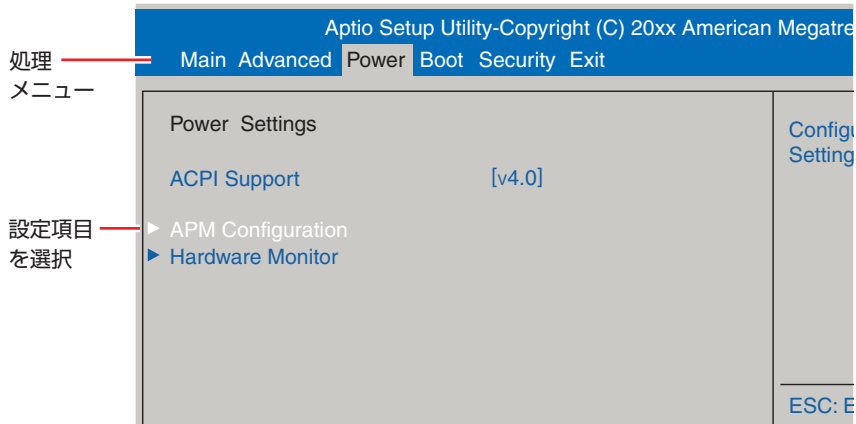 Aptio Setup Utility-Copyright (C) 20xx American Megatre
処理
メニュー
Main Advanced Power Boot Security Exit
Power Settings
ACPI Support [v4.0]
設定項目
を選択
APM Configuration
Hardware Monitor
Configu
Setting
ESC: E